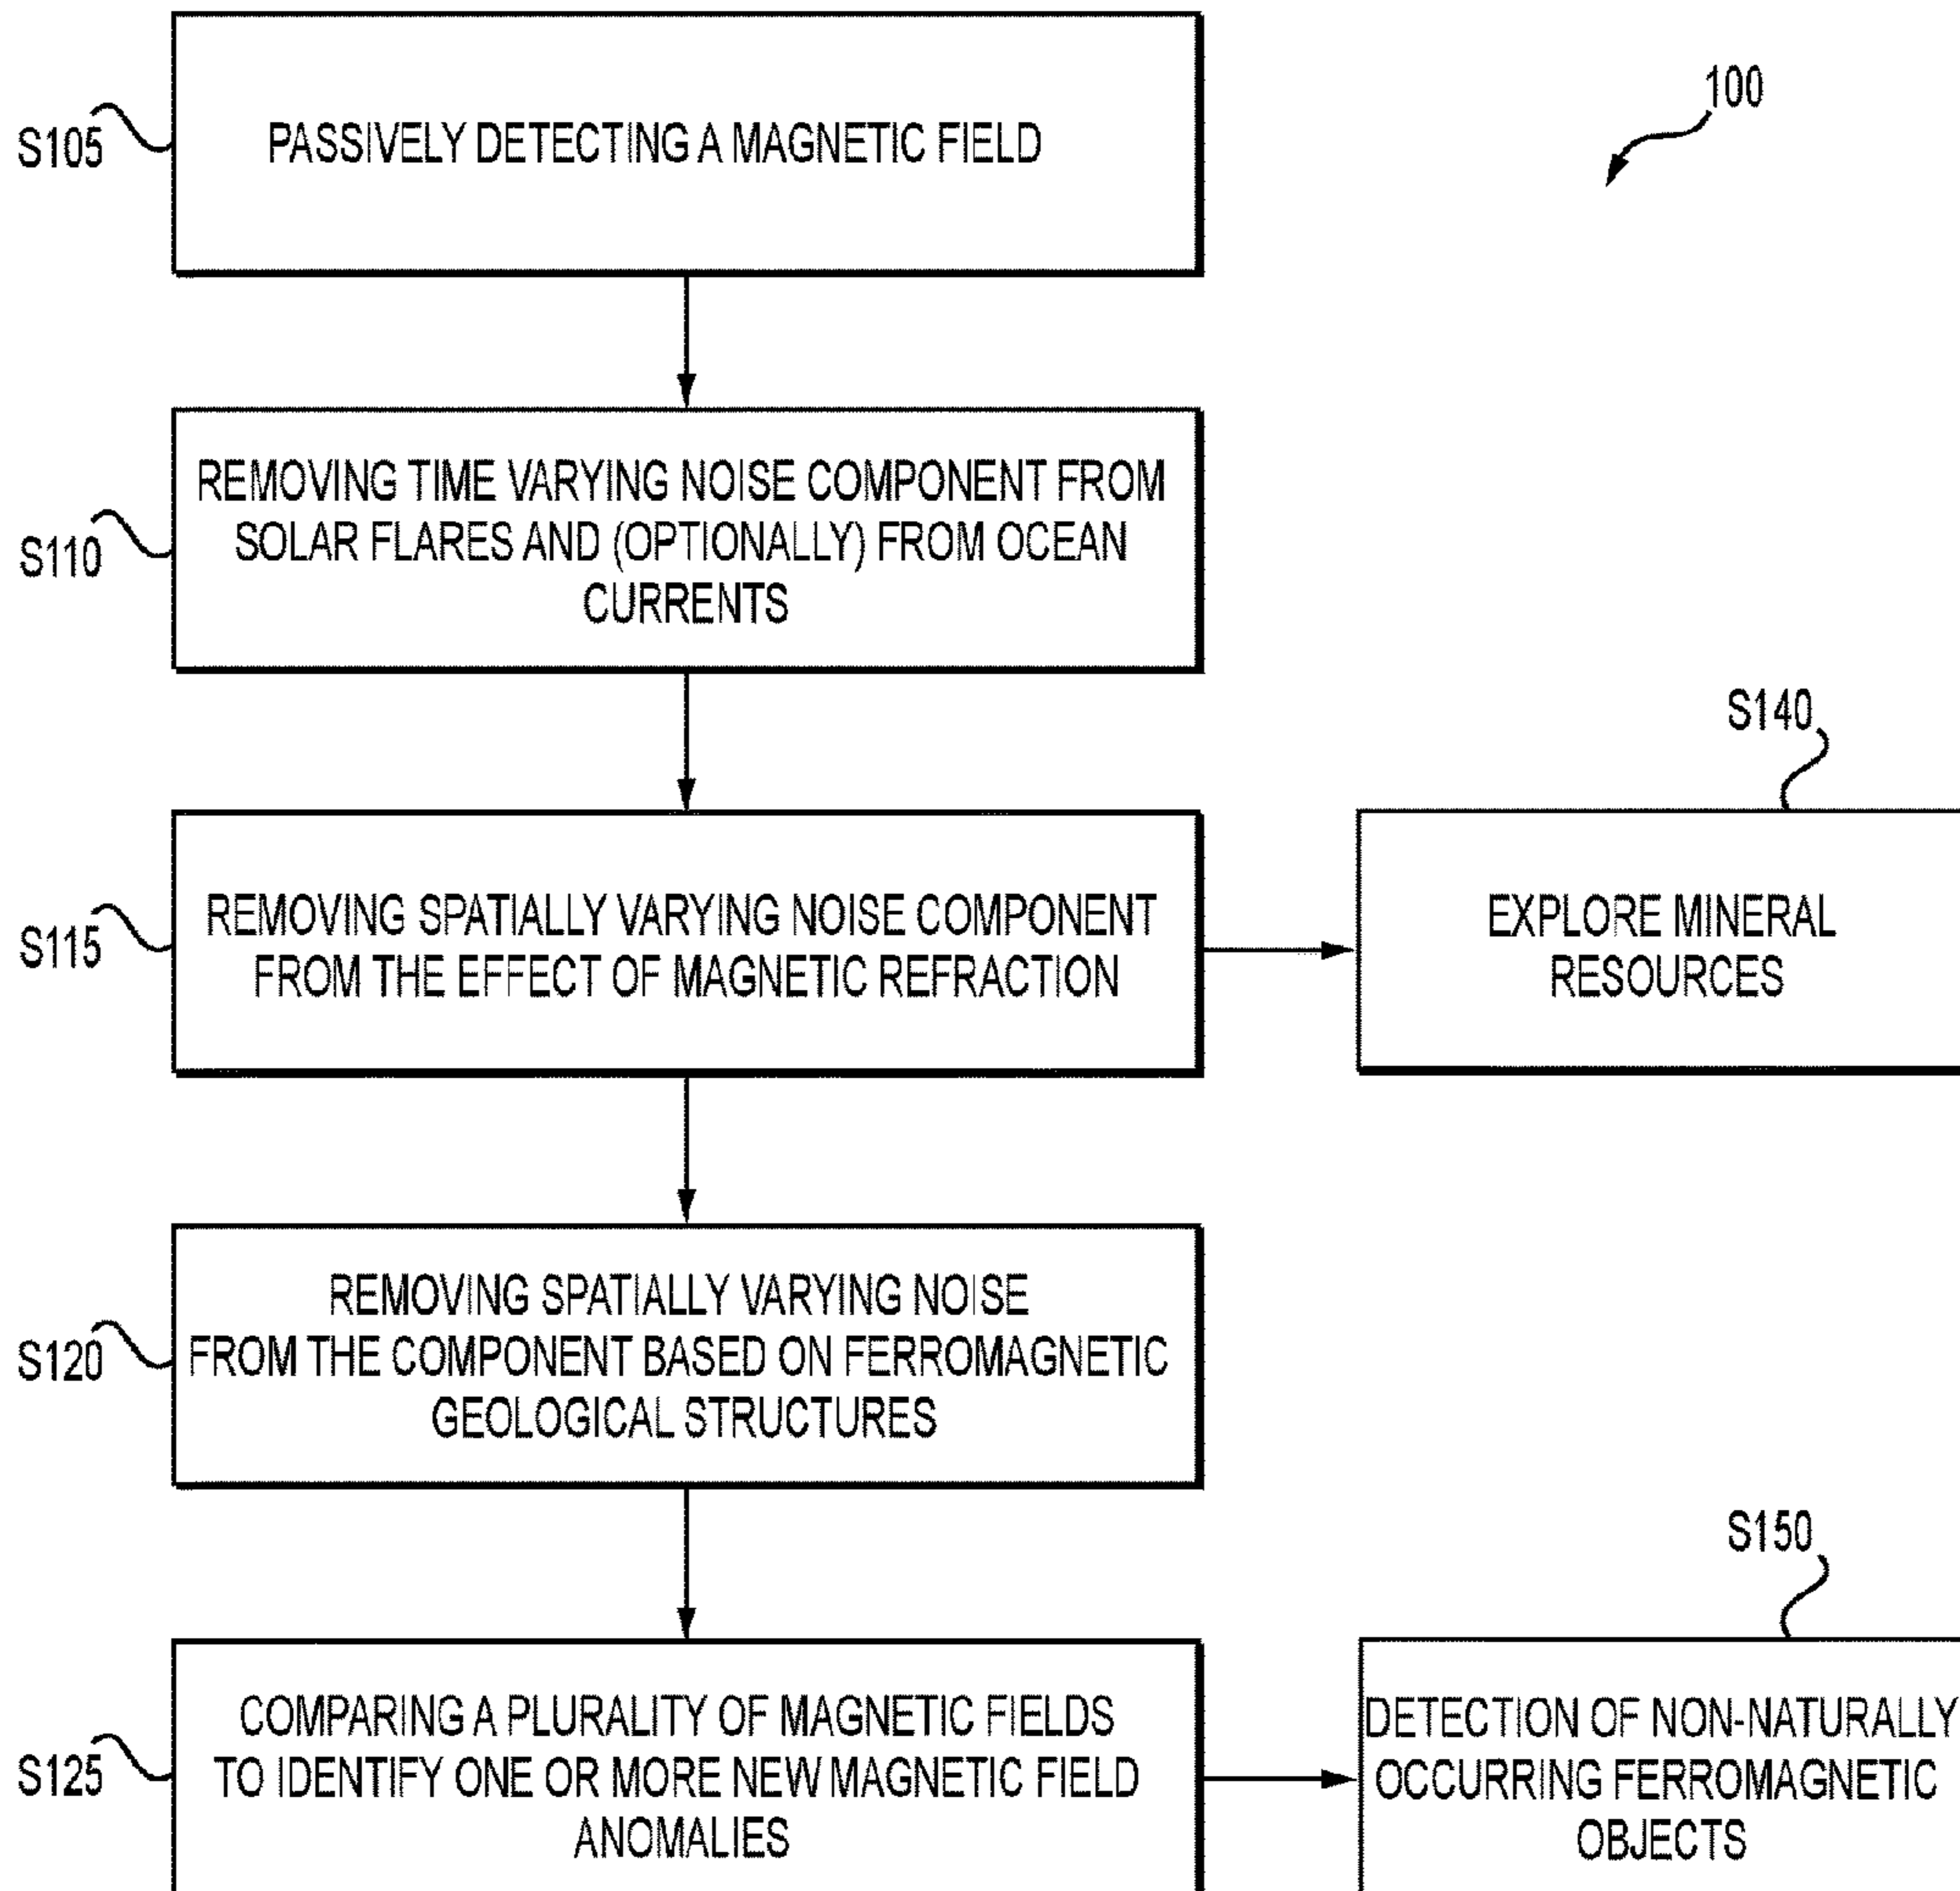 100
S105
PASSIVELY DETECTING A MAGNETIC FIELD
S110
REMOVING TIME VARYING NOISE COMPONENT FROM
SOLAR FLARES AND (OPTIONALLY) FROM OCEAN
CURRENTS
S115
REMOVING SPATIALLY VARYING NOISE COMPONENT
FROM THE EFFECT OF MAGNETIC REFRACTION
S140
EXPLORE MINERAL
RESOURCES
S120
REMOVING SPATIALLY VARYING NOISE
FROM THE COMPONENT BASED ON FERROMAGNETIC
GEOLOGICAL STRUCTURES
S125
COMPARING A PLURALITY OF MAGNETIC FIELDS
TO IDENTIFY ONE OR MORE NEW MAGNETIC FIELD
ANOMALIES
S150
DETECTION OF NON-NATURALLY
OCCURRING FERROMAGNETIC
OBJECTS